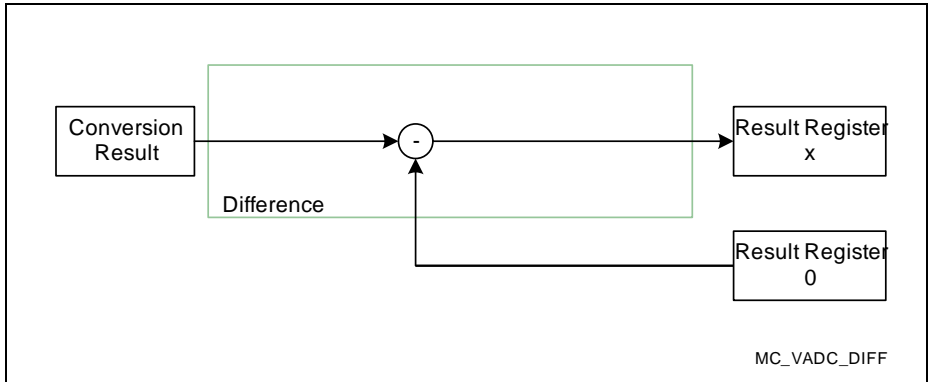 Conversion
Result
-
Result Register
x
Difference
Result Register
0
MC_VADC_DIFF